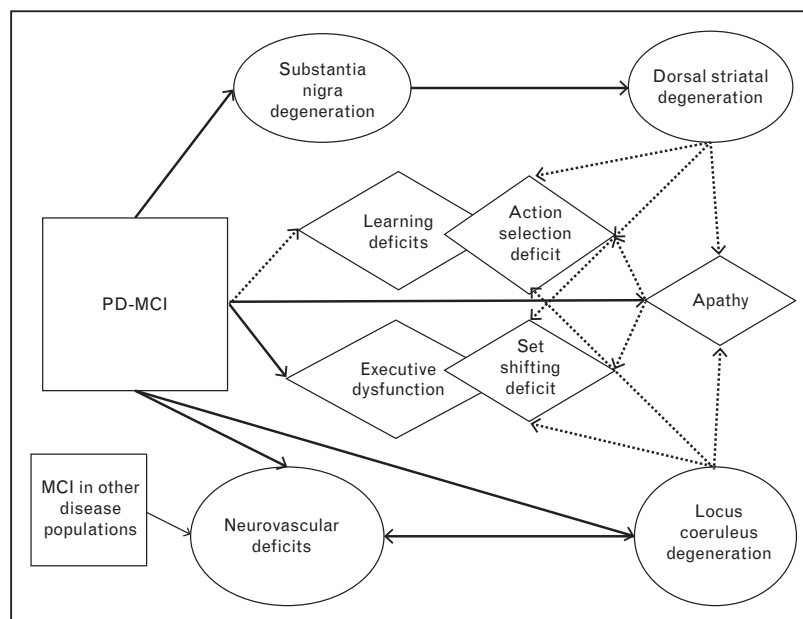 Substantia
nigra
degeneration
Dorsal striatal
degeneration
Learning
deficits
Action
selection
deficit
PD-MCI
Apathy
Executive
dysfunction
Set
shifting
deficit
MCI in other
disease
populations
Neurovascular
deficits
Locus
coeruleus
degeneration